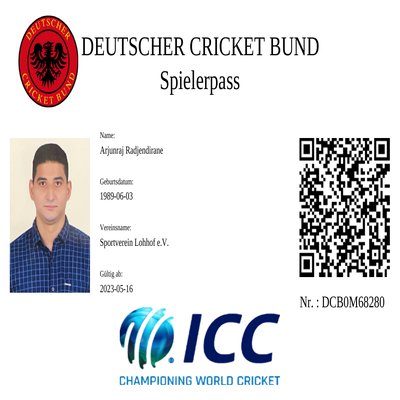 DEUTSCHER
CRICKET BUND
DEUTSCHER CRICKET BUND
Spielerpass
Name:
Arjunraj Radjendirane
Geburtsdatum:
1989-06-03
Vereinsname:
Sportverein Lohhof e.V.
Gültig ab:
2023-05-16
Nr. : DCB0M68280
ICC
CHAMPIONING WORLD CRICKET